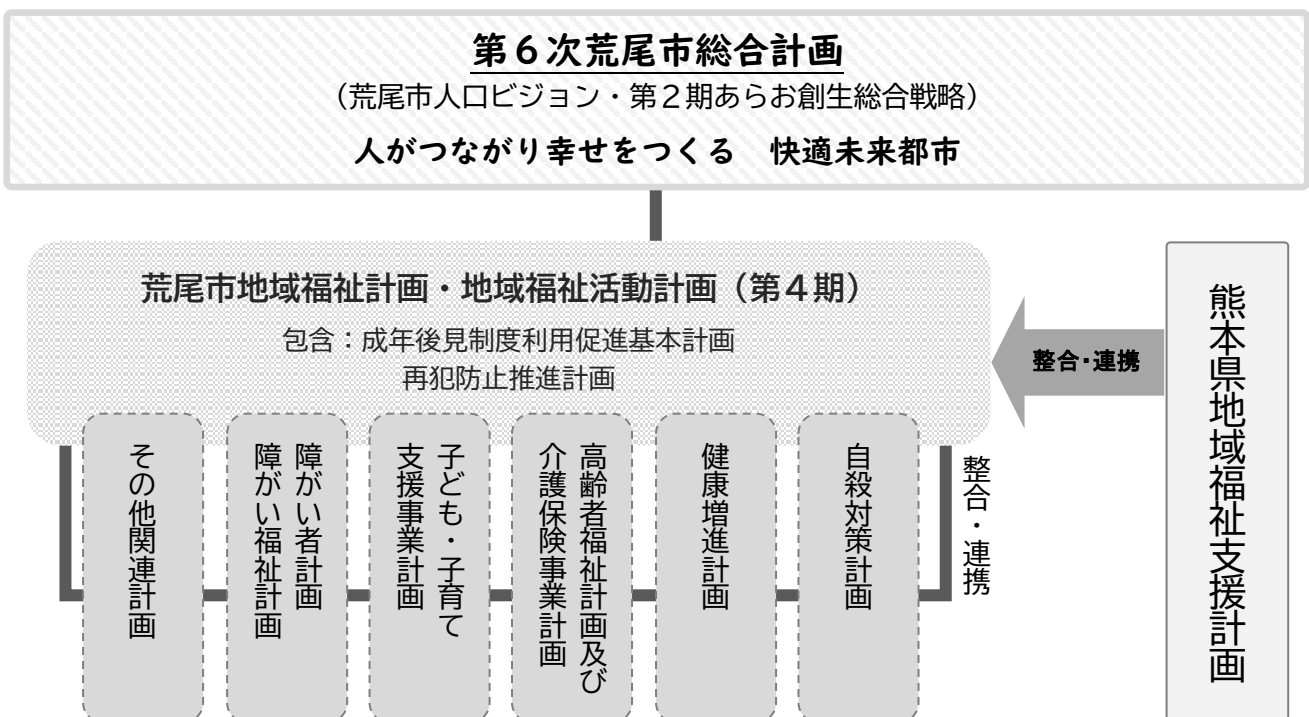 第６次荒尾市総合計画
（荒尾市人口ビジョン・第２期あらお創生総合戦略）
人がつながり幸せをつくる　快適未来都市
荒尾市地域福祉計画・地域福祉活動計画（第４期）
包含：成年後見制度利用促進基本計画
再犯防止推進計画
整合・連携
熊本県地域福祉支援計画
整合・連携
自殺対策計画
健康増進計画
高齢者福祉計画及び
介護保険事業計画
子ども・子育て
支援事業計画
障がい者計画
障がい福祉計画
その他関連計画